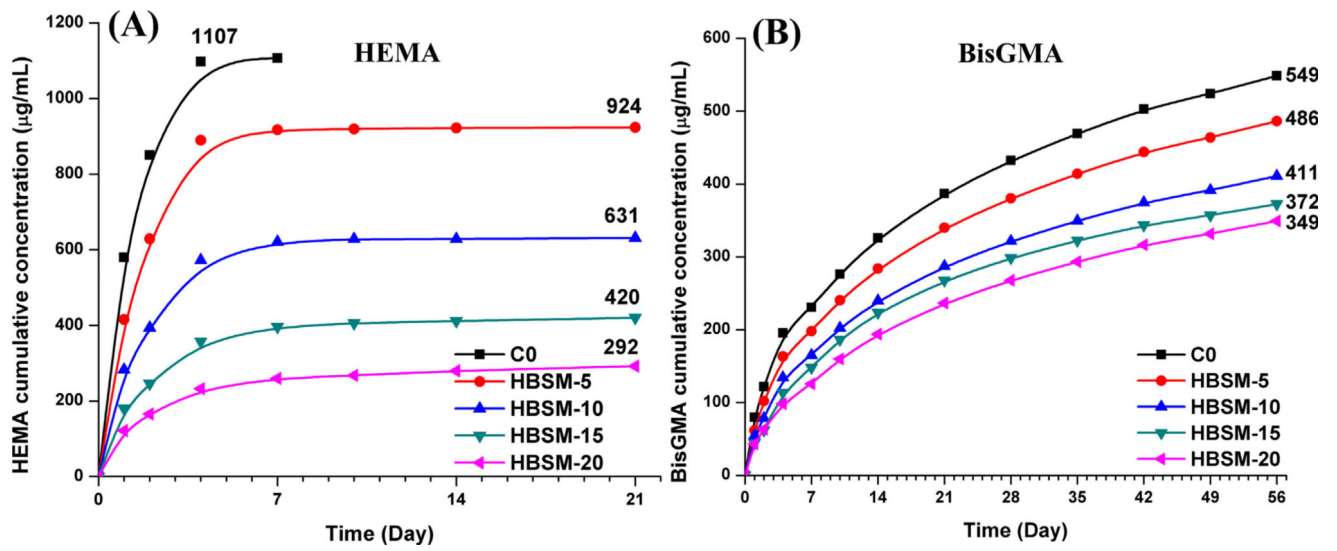 (A)
HEMA
HEMA cumulative concentration (μg/mL)
1200
1000
800
600
400
200
0
1107
924
631
420
292
C0
HBSM-5
HBSM-10
HBSM-15
HBSM-20
0 7 14 21
Time (Day)
(B)
BisGMA
BisGMA cumulative concentration (μg/mL)
600
500
400
300
200
100
0
549
486
411
372
349
C0
HBSM-5
HBSM-10
HBSM-15
HBSM-20
0 7 14 21 28 35 42 49 56
Time (Day)